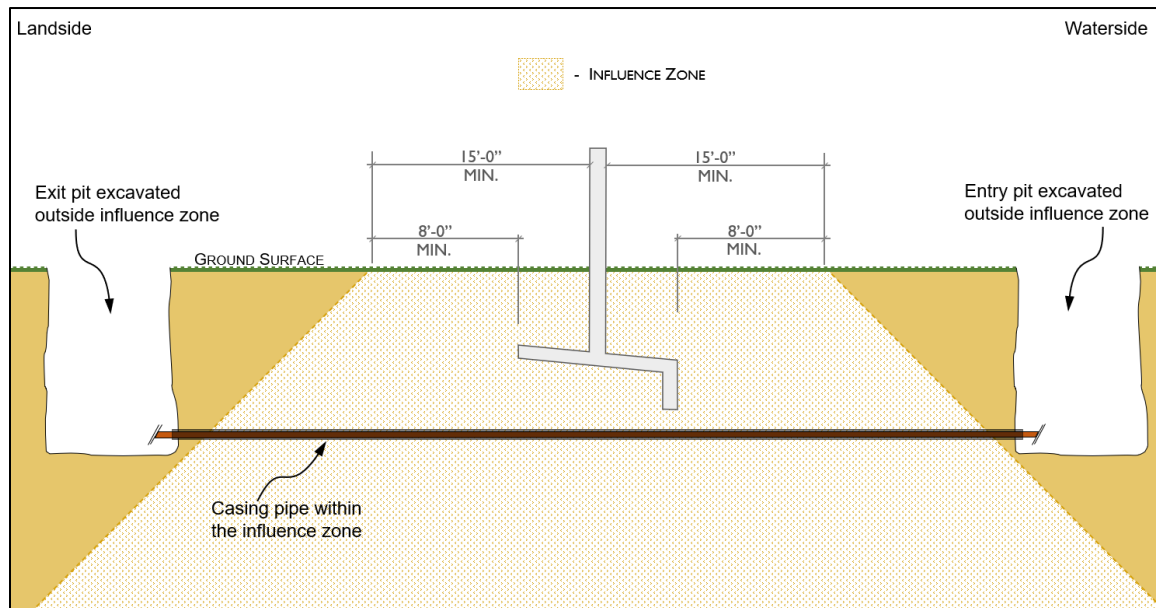 Landside
Waterside
- INFLUENCE ZONE
15'-0"
MIN.
15'-0"
MIN.
Exit pit excavated
outside influence zone
Entry pit excavated
outside influence zone
8'-0"
MIN.
8'-0"
MIN.
GROUND SURFACE
Casing pipe within
the influence zone